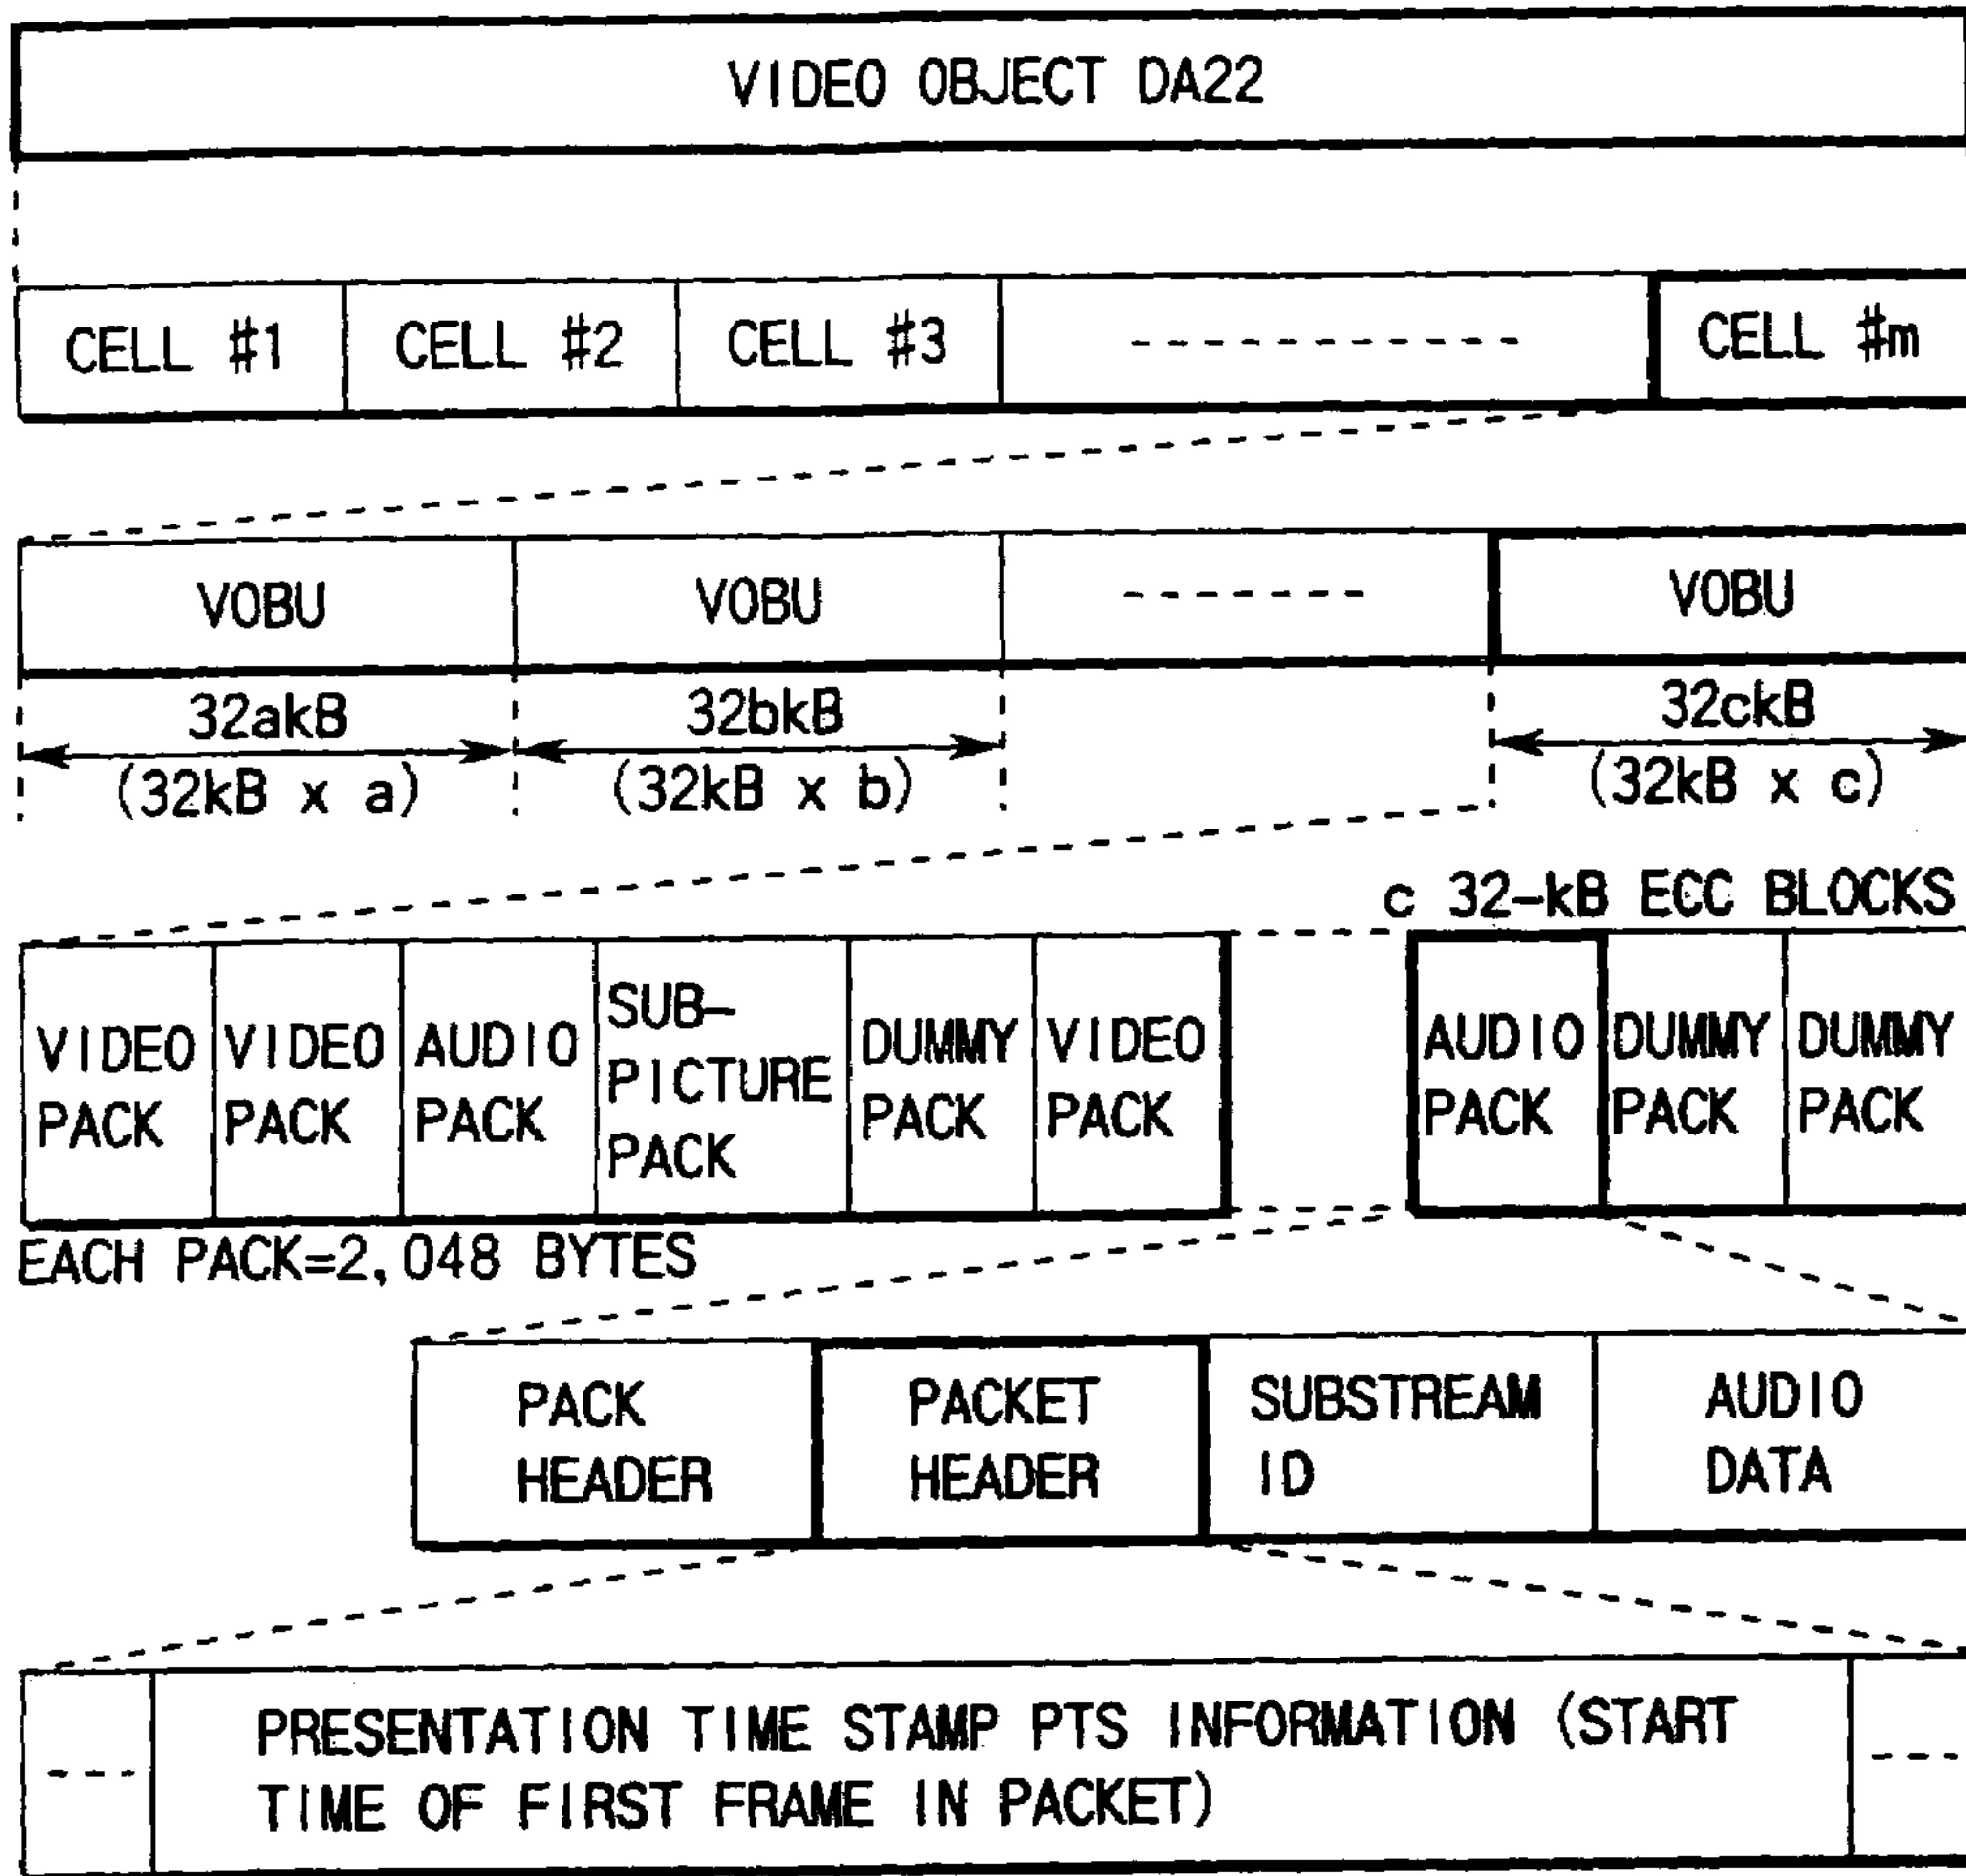 VIDEO OBJECT DA22
CELL #1 CELL #2 CELL #3 CELL #m
VOBU VOBU VOBU
32akB 32bkB 32ckB
(32kB x a) (32kB x b) (32kB x c)
c 32-kB ECC BLOCKS
VIDEO PACK
VIDEO PACK
AUDIO PACK
SUB-
PICTURE
PACK
DUMMY PACK
VIDEO PACK
AUDIO PACK
DUMMY PACK
DUMMY PACK
EACH PACK=2,048 BYTES
PACK
HEADER
PACKET
HEADER
SUBSTREAM
ID
AUDIO
DATA
PRESENTATION TIME STAMP PTS INFORMATION (START
TIME OF FIRST FRAME IN PACKET)